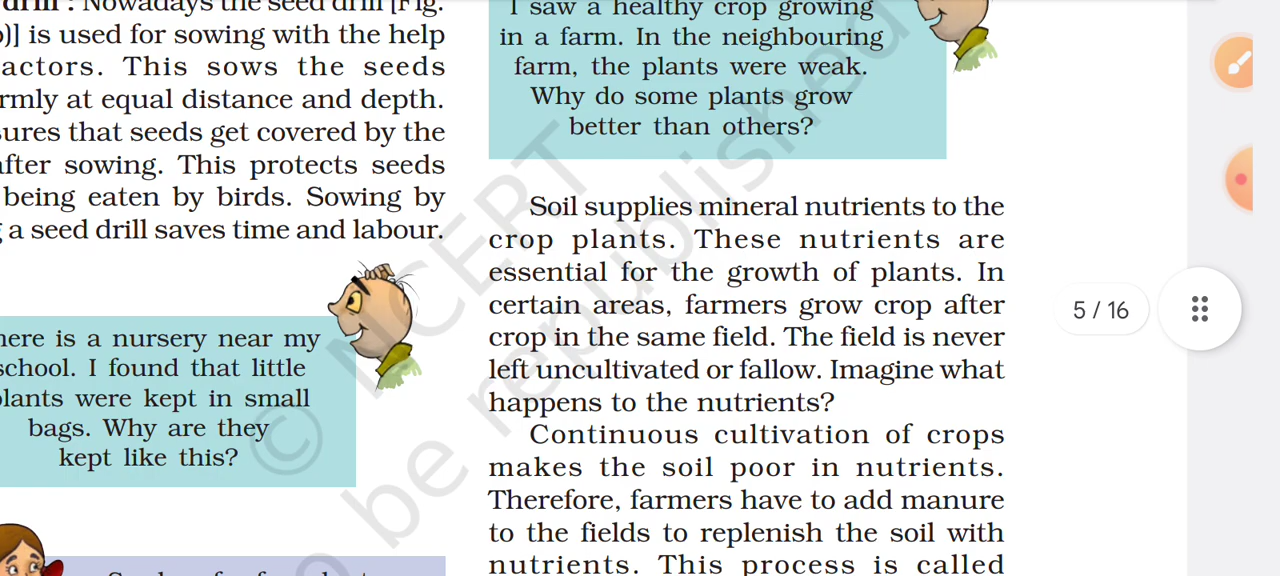 drill : Nowadays the seed drill [Fig.
)] is used for sowing with the help
actors. This sows the seeds
rmly at equal distance and depth.
sures that seeds get covered by the
after sowing. This protects seeds
being eaten by birds. Sowing by
g a seed drill saves time and labour.
here is a nursery near my
school. I found that little
plants were kept in small
bags. Why are they
kept like this?
I saw a healthy crop growing
in a farm. In the neighbouring
farm, the plants were weak.
Why do some plants grow
better than others?
Soil supplies mineral nutrients to the
crop plants. These nutrients are
essential for the growth of plants. In
certain areas, farmers grow crop after
crop in the same field. The field is never
left uncultivated or fallow. Imagine what
happens to the nutrients?
Continuous cultivation of crops
makes the soil poor in nutrients.
Therefore, farmers have to add manure
to the fields to replenish the soil with
nutrients. This process is called
© NCERT
o be republished
5 / 16